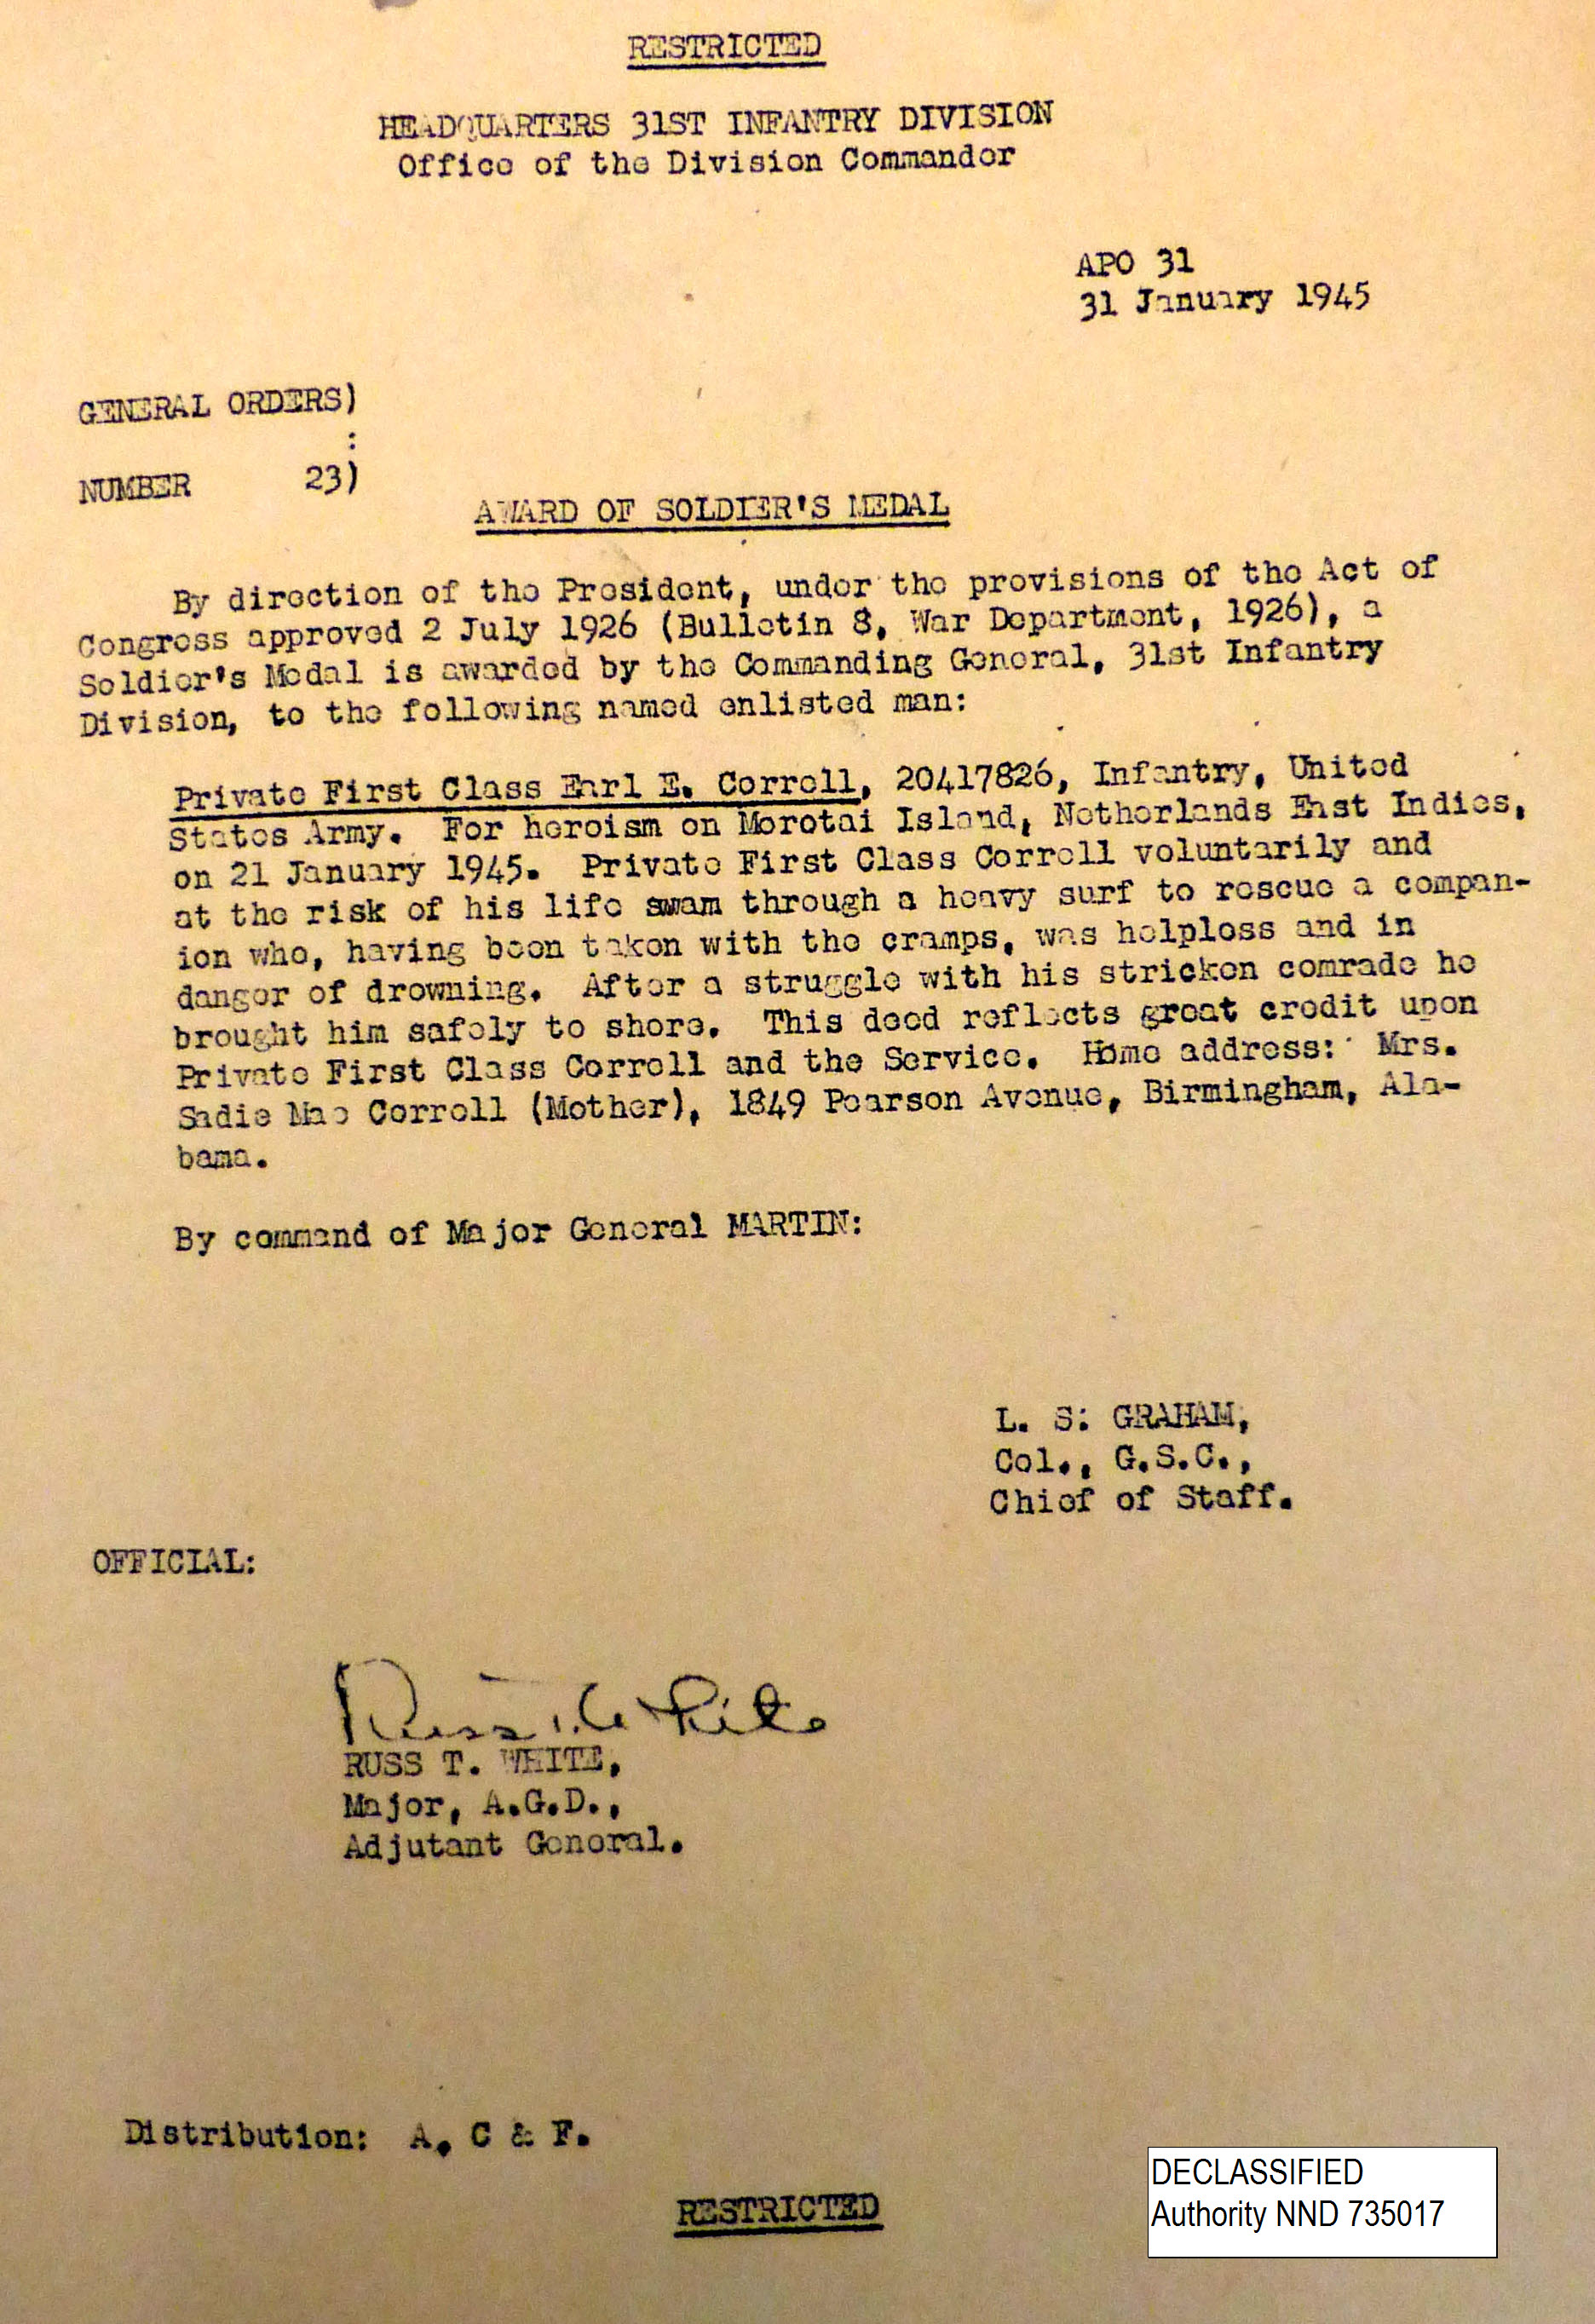 RESTRICTED
HEADQUARTERS 31ST INFANTRY DIVISION
Office of the Division Commander
APO 31
31 January 1945
GENERAL ORDERS)
:
NUMBER 23)
AWARD OF SOLDIER'S MEDAL
By direction of the President, under the provisions of the Act of
Congress approved 2 July 1926 (Bulletin 8, War Department, 1926), a
Soldier's Medal is awarded by the Commanding General, 31st Infantry
Division, to the following named enlisted man:
Private First Class Earl E. Correll, 20417826, Infantry, United
States Army. For heroism on Morotai Island, Netherlands East Indies,
on 21 January 1945. Private First Class Correll voluntarily and
at the risk of his life swam through a heavy surf to rescue a compan-
ion who, having been taken with the cramps, was helpless and in
danger of drowning. After a struggle with his stricken comrade he
brought him safely to shore. This deed reflects great credit upon
Private First Class Correll and the Service. Home address: Mrs.
Sadie Mae Correll (Mother), 1849 Pearson Avenue, Birmingham, Ala-
bama.
By command of Major General MARTIN:
L. S. GRAHAM,
Col., G.S.C.,
Chief of Staff.
OFFICIAL:
Russ T. White
RUSS T. WHITE,
Major, A.G.D.,
Adjutant General.
Distribution: A, C & F.
RESTRICTED
DECLASSIFIED
Authority NND 735017